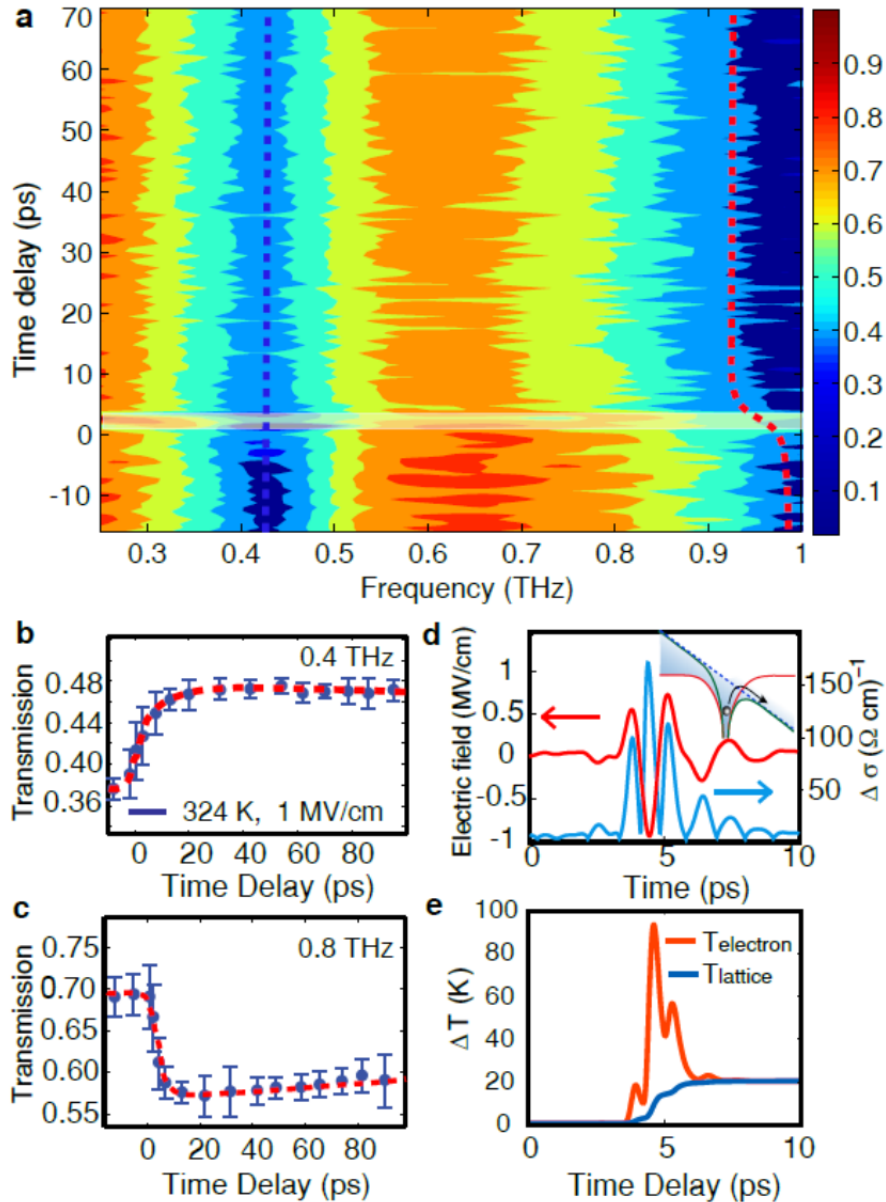 a
70
60
50
40
30
20
10
0
-10
Time delay (ps)
0.3 0.4 0.5 0.6 0.7 0.8 0.9 1
Frequency (THz)
0.9
0.8
0.7
0.6
0.5
0.4
0.3
0.2
0.1
b
0.4 THz
0.48
0.44
0.40
0.36
Transmission
324 K, 1 MV/cm
0 20 40 60 80
Time Delay (ps)
c
0.8 THz
0.75
0.70
0.65
0.60
0.55
Transmission
0 20 40 60 80
Time Delay (ps)
d
1
0.5
0
-0.5
-1
Electric field (MV/cm)
150
100
50
Δ σ (Ω cm)⁻¹
0 5 10
Time (ps)
e
100
80
60
40
20
0
ΔT (K)
Telectron
Tlattice
0 5 10
Time Delay (ps)